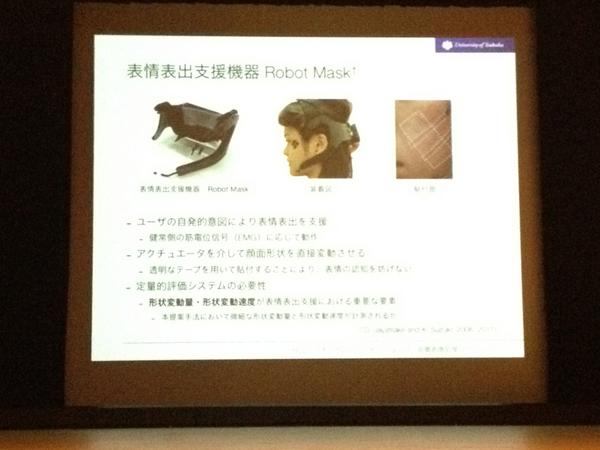 University of Tsukuba
表情表出支援機器 Robot Mask†
表情表出支援機器 Robot Mask
装着図
貼付図
- ユーザの自発的意図により表情表出を支援
- 健常側の筋電位信号（EMG）に応じて動作
- アクチュエータを介して顔面形状を直接変動させる
- 透明なテープを用いて貼付することにより、表情の認知を妨げない
- 定量的評価システムの必要性
- 形状変動量・形状変動速度が表情表出支援における重要な要素
- 本提案手法において微細な形状変動量と形状変動速度が計測されるか
and K. Suzuki